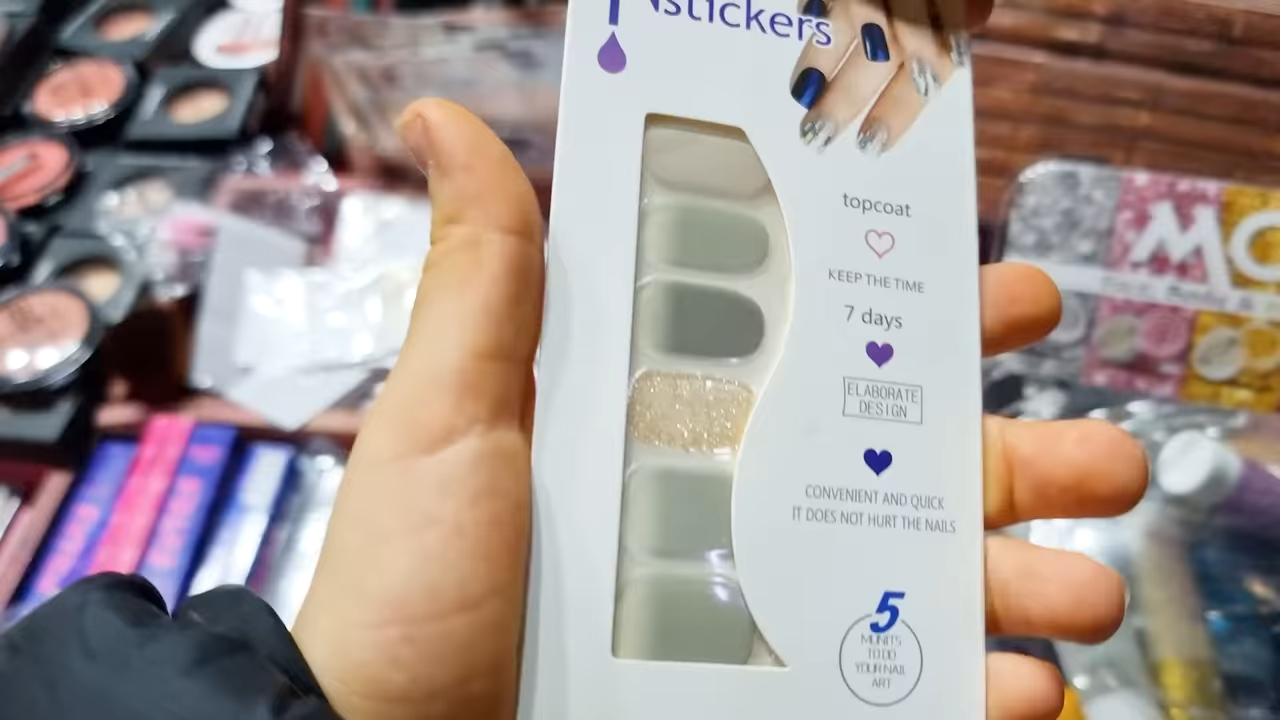 stickers
topcoat
KEEP THE TIME
7 days
ELABORATE
DESIGN
CONVENIENT AND QUICK
IT DOES NOT HURT THE NAILS
5
MUNITS
TO DO
YOUR NAIL
ART